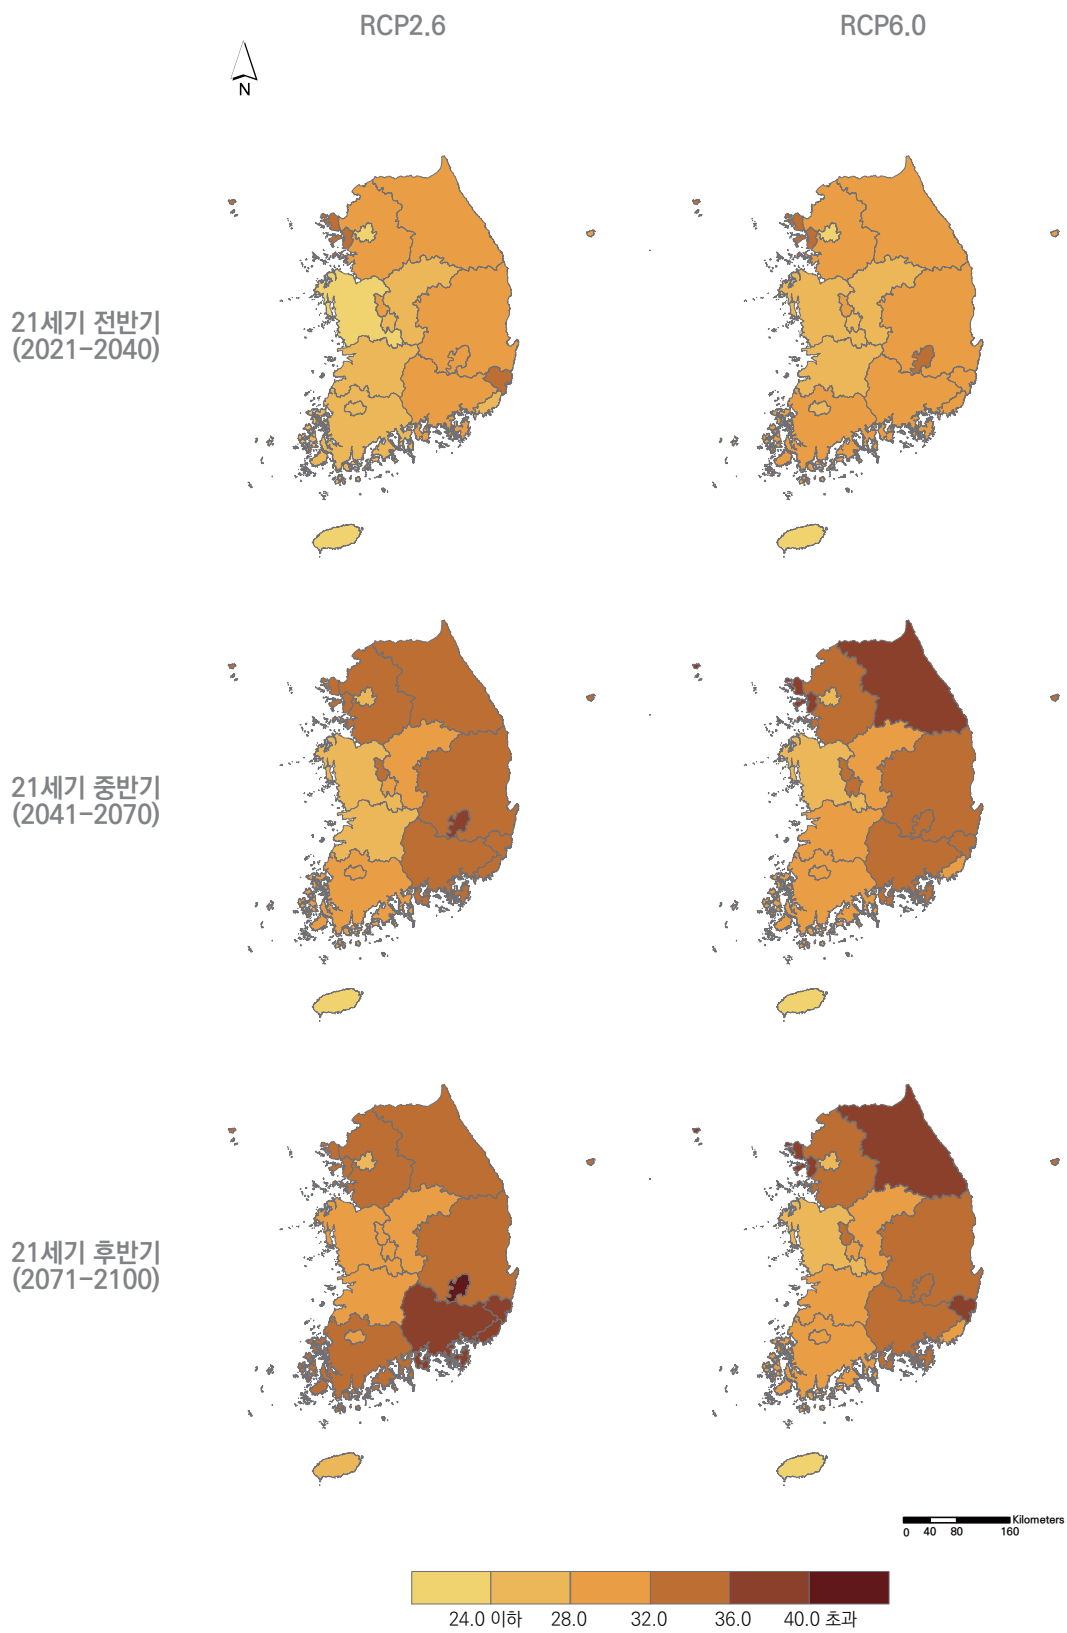 RCP2.6
RCP6.0
N
21세기 전반기
(2021-2040)
21세기 중반기
(2041-2070)
21세기 후반기
(2071-2100)
Kilometers
0 40 80 160
24.0 이하 28.0 32.0 36.0 40.0 초과